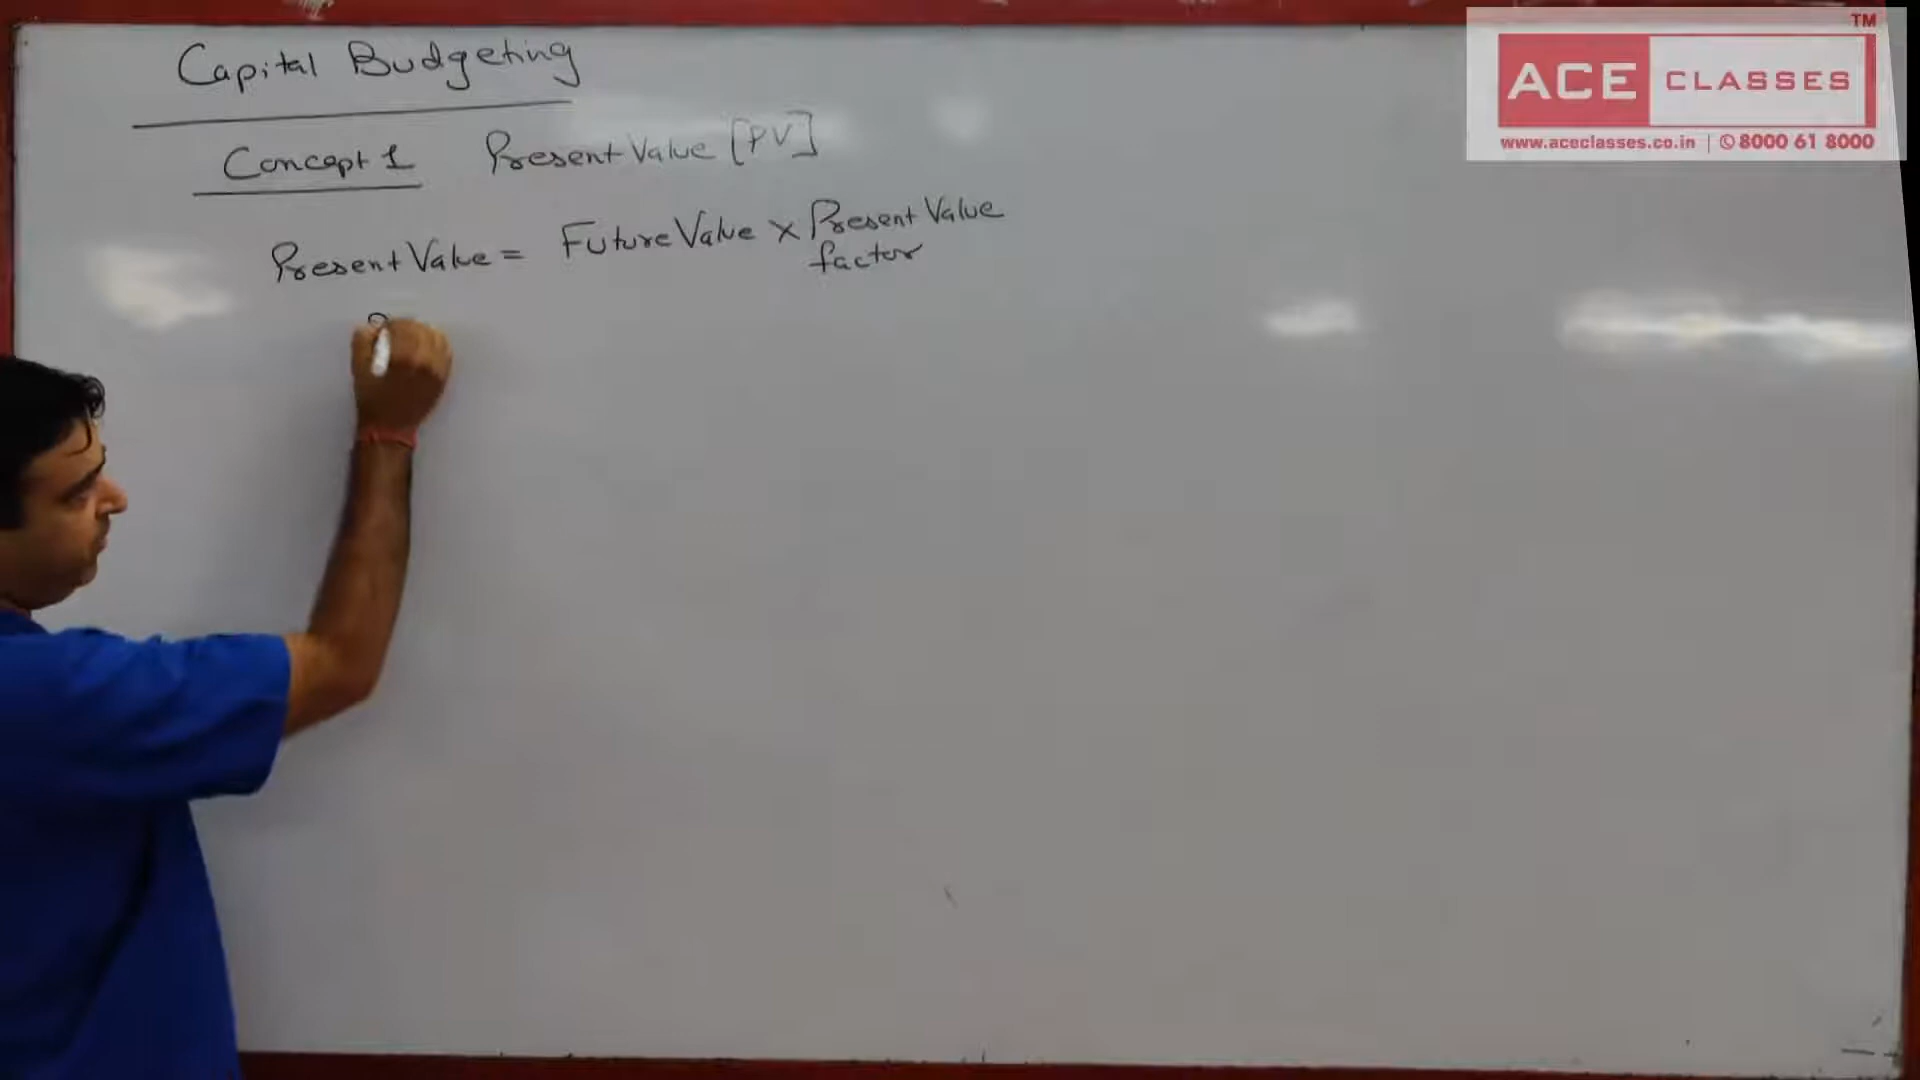 Capital Budgeting
Concept 1 Present Value [PV]
Present Value = Future Value × Present Value
factor
TM
ACE CLASSES
www.aceclasses.co.in | 8000 61 8000